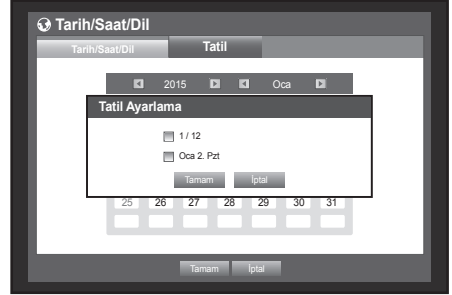 Tarih/Saat/Dil
Tarih/Saat/Dil Tatil
2015 Oca
Tatil Ayarlama
1 / 12
Oca 2. Pzt
Tamam İptal
25 26 27 28 29 30 31
Tamam İptal